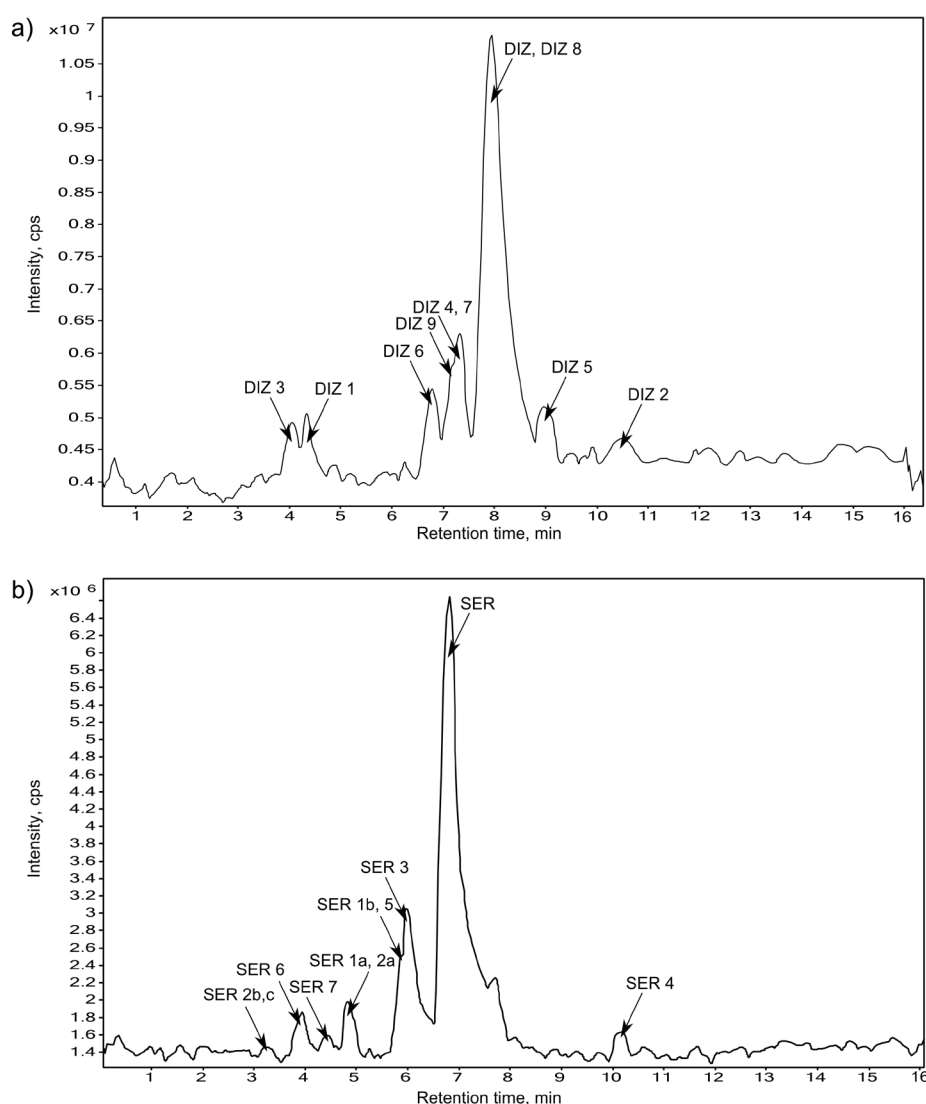 a)
×10 7
DIZ, DIZ 8
1.05
1
0.95
0.9
0.85
0.8
0.75
0.7
0.65
0.6
0.55
0.5
0.45
0.4
Intensity, cps
DIZ 4, 7
DIZ 9
DIZ 6
DIZ 5
DIZ 3
DIZ 1
DIZ 2
1 2 3 4 5 6 7 8 9 10 11 12 13 14 15 16
Retention time, min
b)
×10 6
SER
6.4
6.2
6
5.8
5.6
5.4
5.2
5
4.8
4.6
4.4
4.2
4
3.8
3.6
3.4
3.2
3
2.8
2.6
2.4
2.2
2
1.8
1.6
1.4
Intensity, cps
SER 3
SER 1b, 5
SER 1a, 2a
SER 6
SER 7
SER 4
SER 2b,c
1 2 3 4 5 6 7 8 9 10 11 12 13 14 15 16
Retention time, min